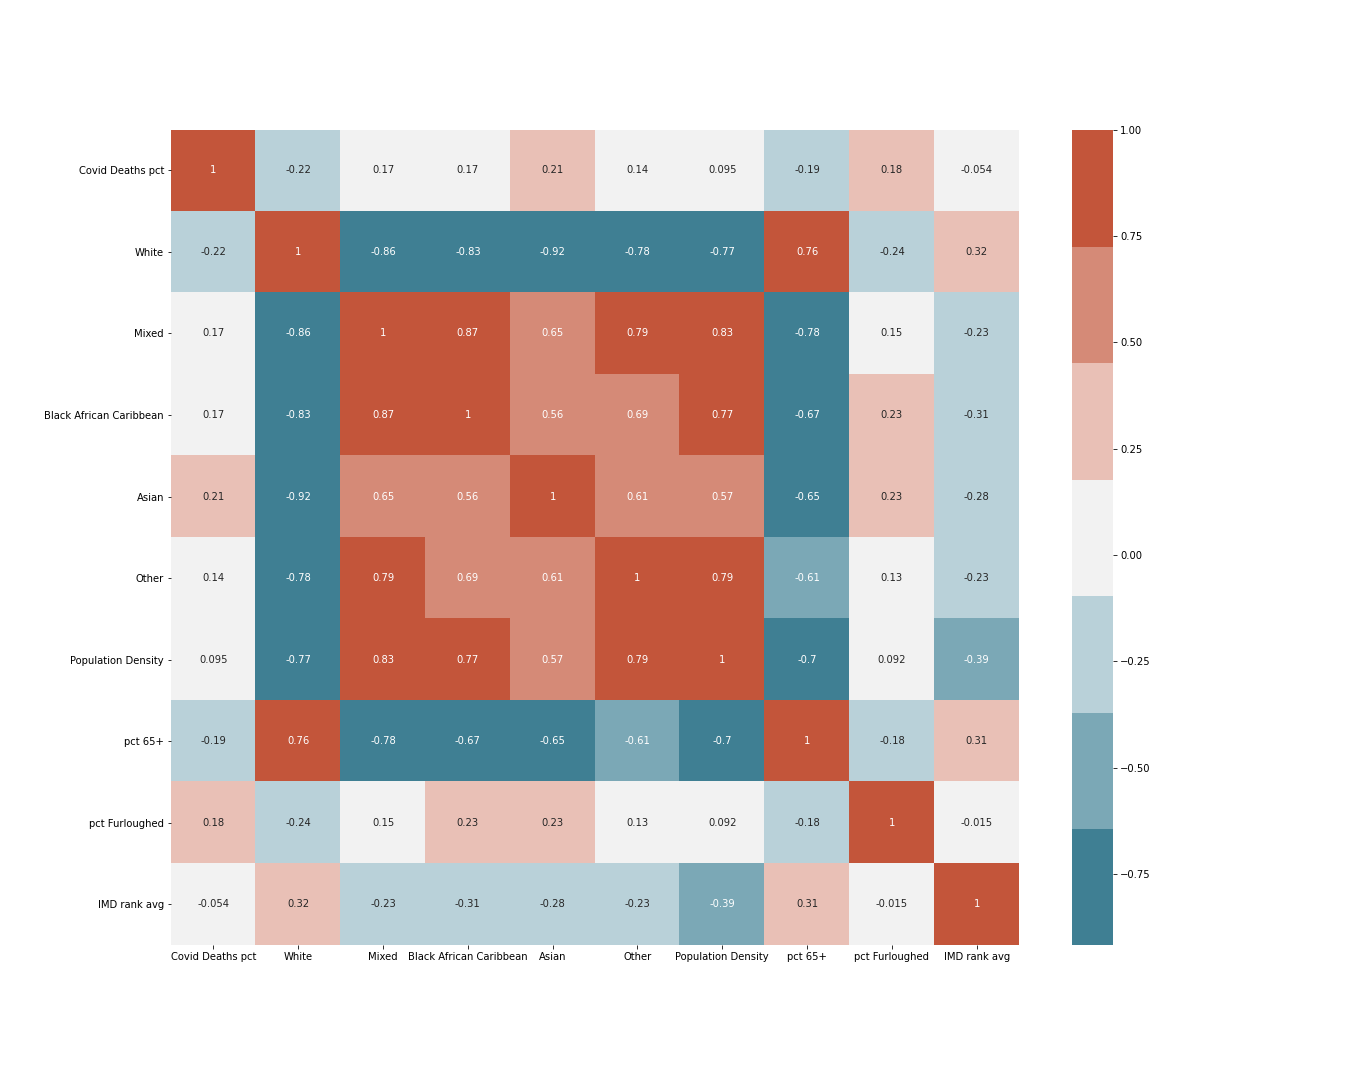 Covid Deaths pct 1 -0.22 0.17 0.17 0.21 0.14 0.095 -0.19 0.18 -0.054
White -0.22 1 -0.86 -0.83 -0.92 -0.78 -0.77 0.76 -0.24 0.32
Mixed 0.17 -0.86 1 0.87 0.65 0.79 0.83 -0.78 0.15 -0.23
Black African Caribbean 0.17 -0.83 0.87 1 0.56 0.69 0.77 -0.67 0.23 -0.31
Asian 0.21 -0.92 0.65 0.56 1 0.61 0.57 -0.65 0.23 -0.28
Other 0.14 -0.78 0.79 0.69 0.61 1 0.79 -0.61 0.13 -0.23
Population Density 0.095 -0.77 0.83 0.77 0.57 0.79 1 -0.7 0.092 -0.39
pct 65+ -0.19 0.76 -0.78 -0.67 -0.65 -0.61 -0.7 1 -0.18 0.31
pct Furloughed 0.18 -0.24 0.15 0.23 0.23 0.13 0.092 -0.18 1 -0.015
IMD rank avg -0.054 0.32 -0.23 -0.31 -0.28 -0.23 -0.39 0.31 -0.015 1
Covid Deaths pct White Mixed Black African Caribbean Asian Other Population Density pct 65+ pct Furloughed IMD rank avg
1.00
0.75
0.50
0.25
0.00
−0.25
−0.50
−0.75